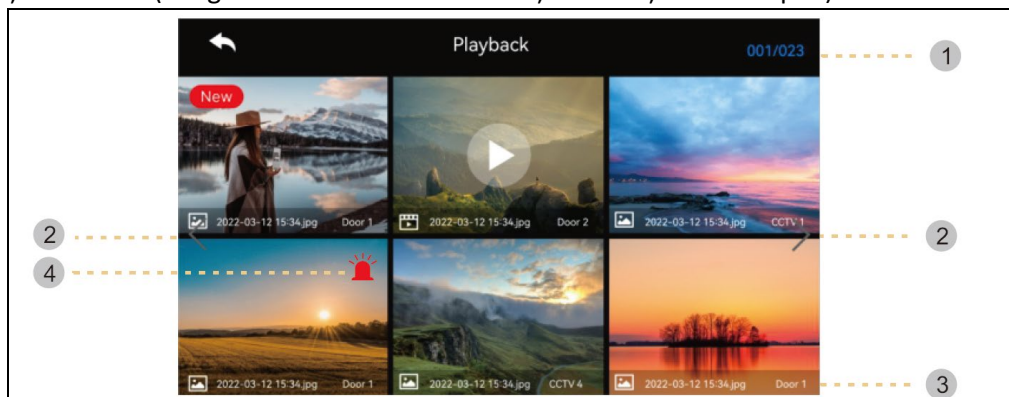 Playback
001/023
1
New
2022-03-12 15:34.jpg Door 1
2022-03-12 15:34.jpg Door 2
2022-03-12 15:34.jpg CCTV 1
2
2
4
2022-03-12 15:34.jpg Door 1
2022-03-12 15:34.jpg CCTV 4
2022-03-12 15:34.jpg Door 1
3